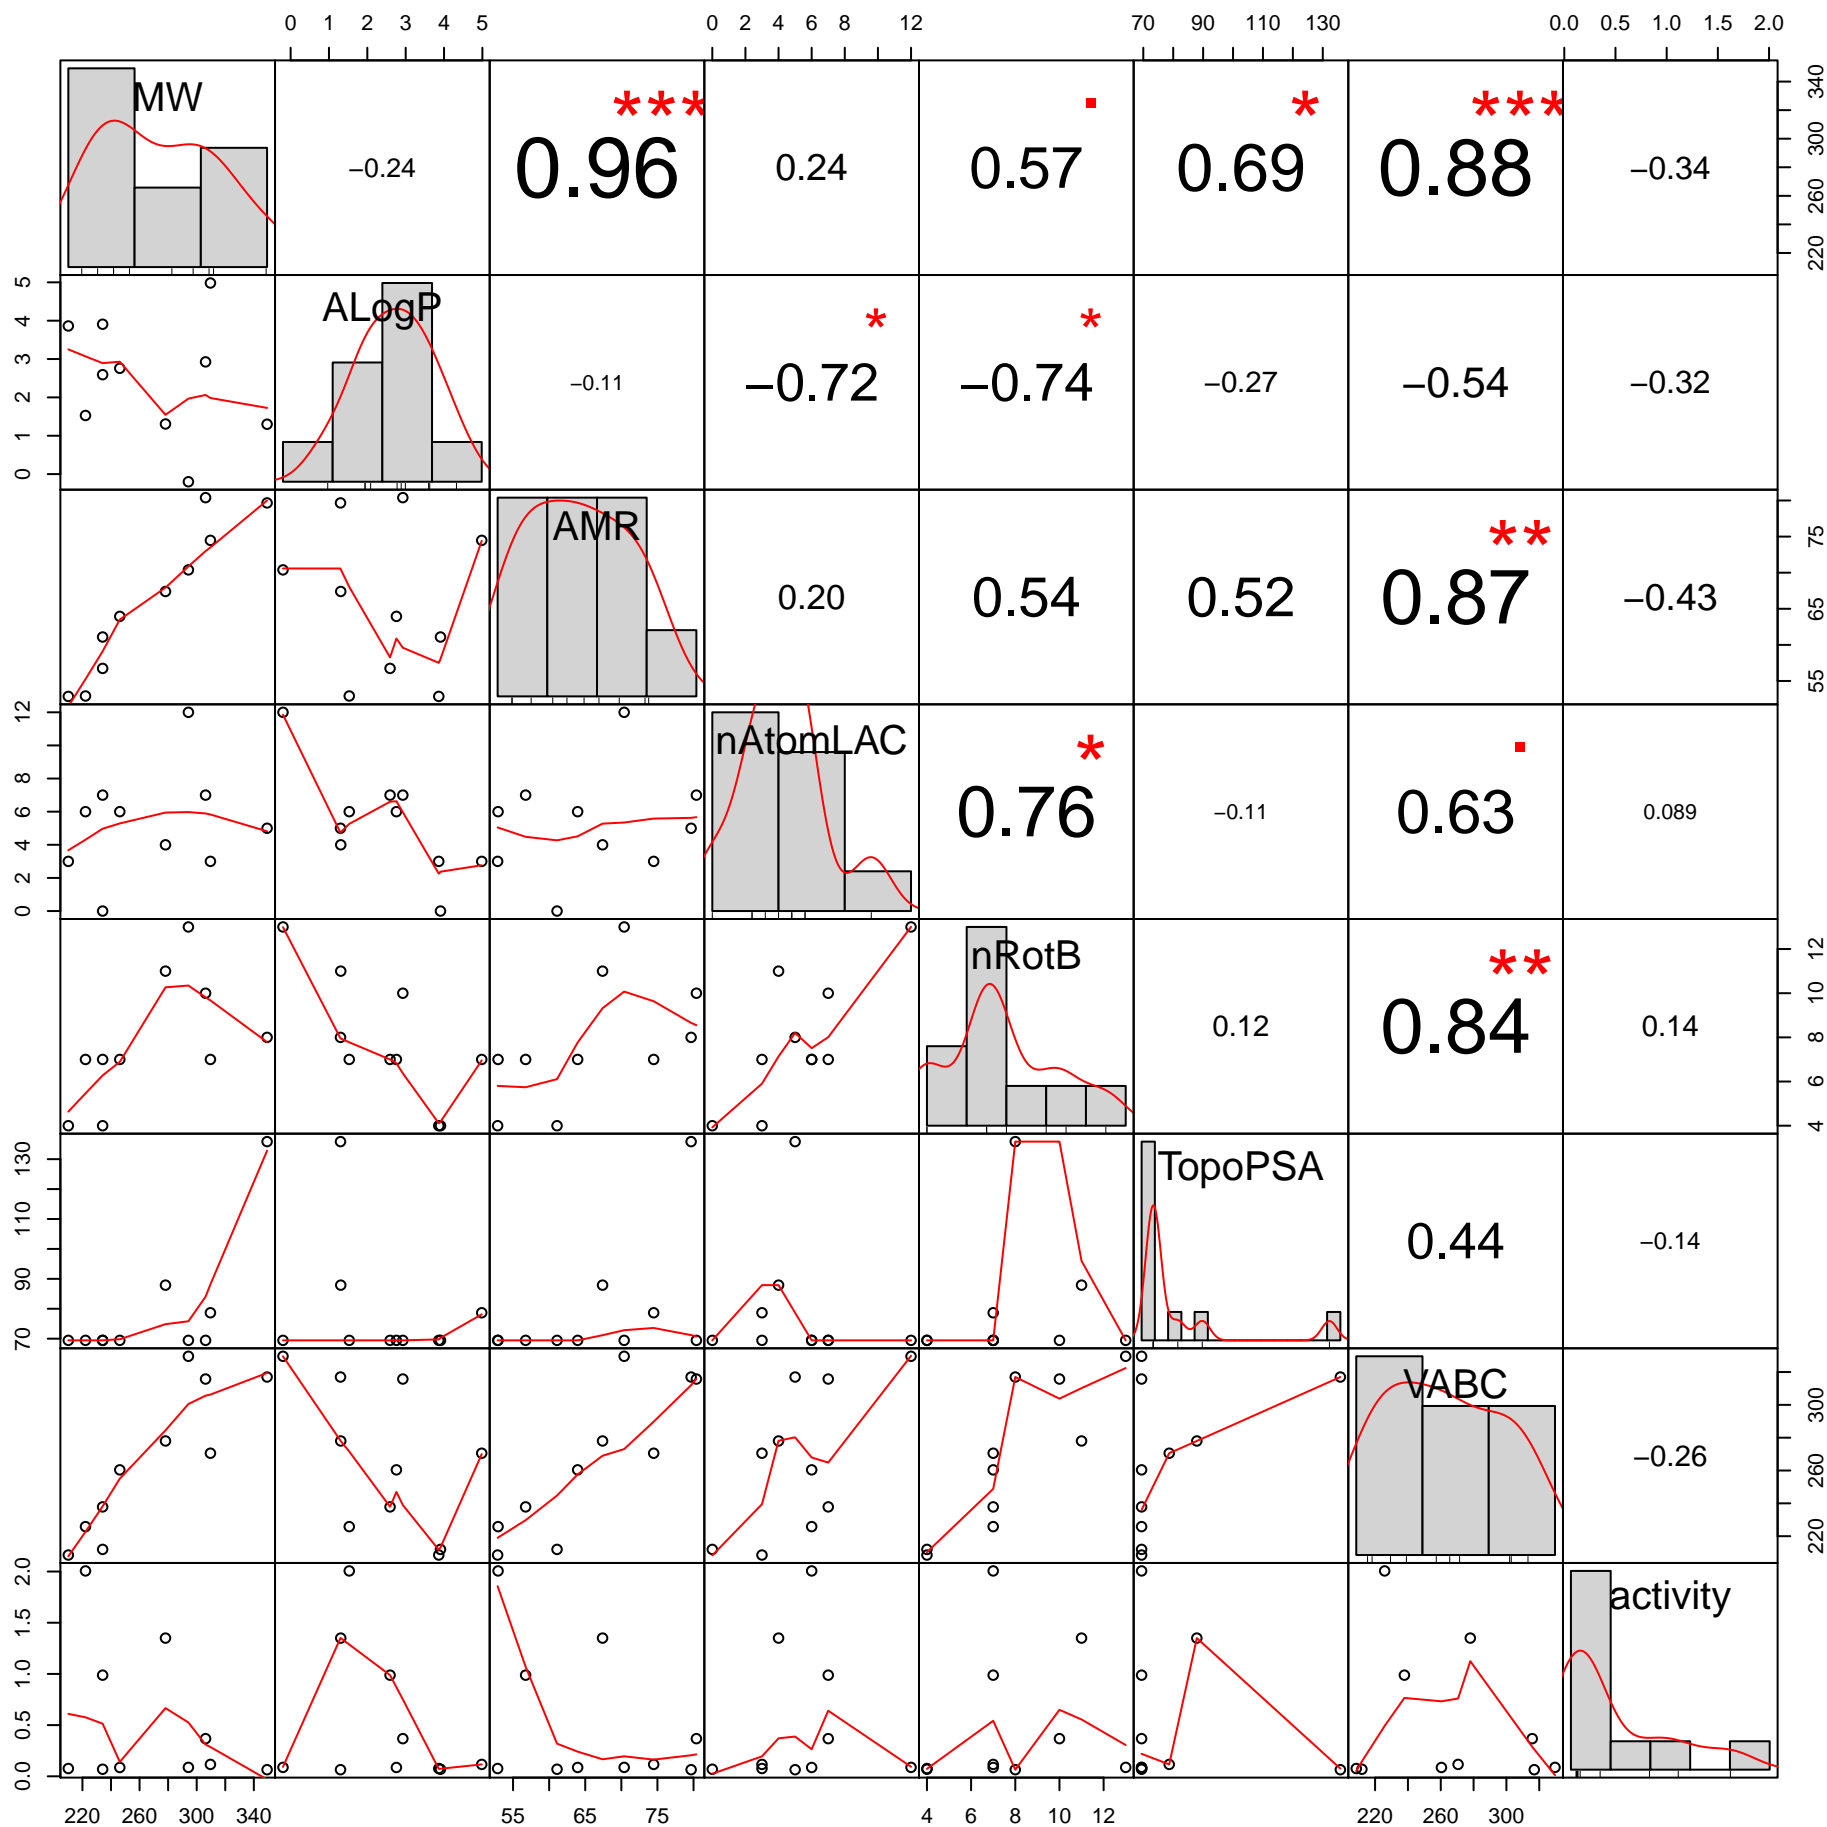 0 1 2 3 4 5 0 2 4 6 8 12 70 90 110 130 0.0 0.5 1.0 1.5 2.0
MW −0.24 *** 0.96 0.24 . 0.57 * 0.69 *** 0.88 −0.34 220 260 300 340
0 1 2 3 4 5 ALogP −0.11 * −0.72 * −0.74 −0.27 −0.54 −0.32
AMR 0.20 0.54 0.52 ** 0.87 −0.43 55 65 75
0 2 4 6 8 12 nAtomLAC * 0.76 −0.11 . 0.63 0.089
nRotB 0.12 ** 0.84 0.14 4 6 8 10 12
70 90 110 130 TopoPSA 0.44 −0.14
VABC −0.26 220 260 300
0.0 0.5 1.0 1.5 2.0 activity
220 260 300 340 55 65 75 4 6 8 10 12 220 260 300